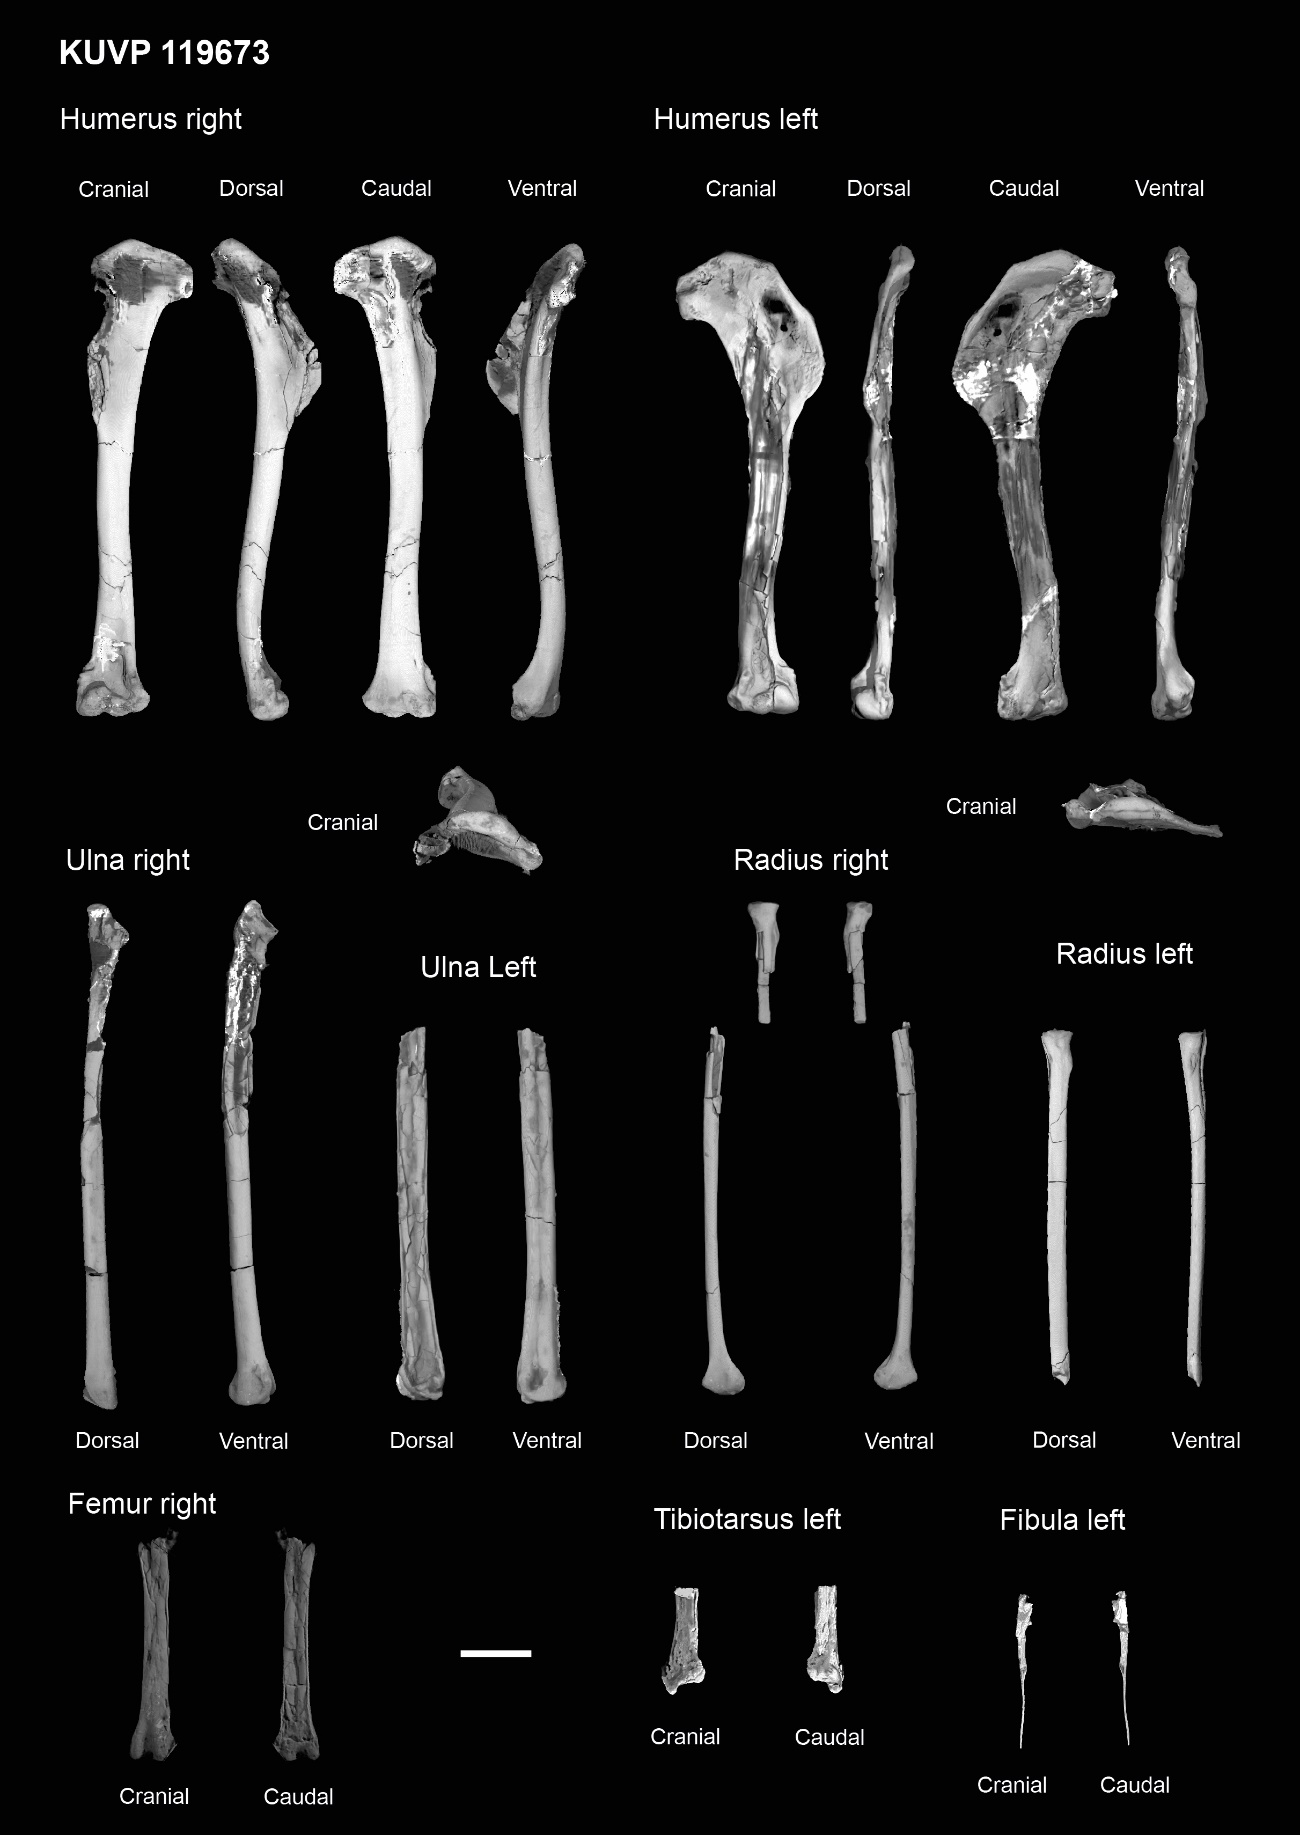 KUVP 119673
Humerus right
Humerus left
Cranial Dorsal Caudal Ventral
Cranial Dorsal Caudal Ventral
Cranial
Cranial
Ulna right
Radius right
Ulna Left
Radius left
Dorsal Ventral Dorsal Ventral Dorsal Ventral Dorsal Ventral
Femur right
Tibiotarsus left
Fibula left
Cranial Caudal
Cranial Caudal
Cranial Caudal